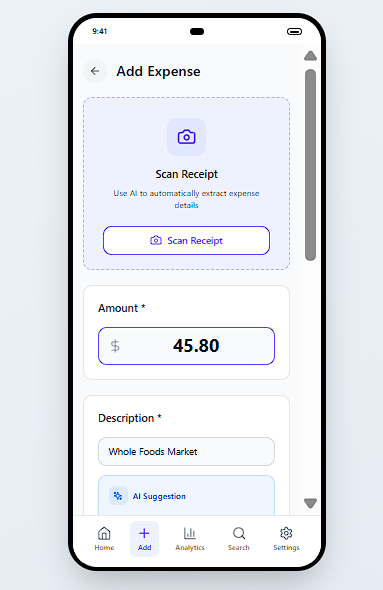 9:41
Add Expense
Scan Receipt
Use AI to automatically extract expense
details
Scan Receipt
Amount *
$ 45.80
Description *
Whole Foods Market
AI Suggestion
Home Add Analytics Search Settings